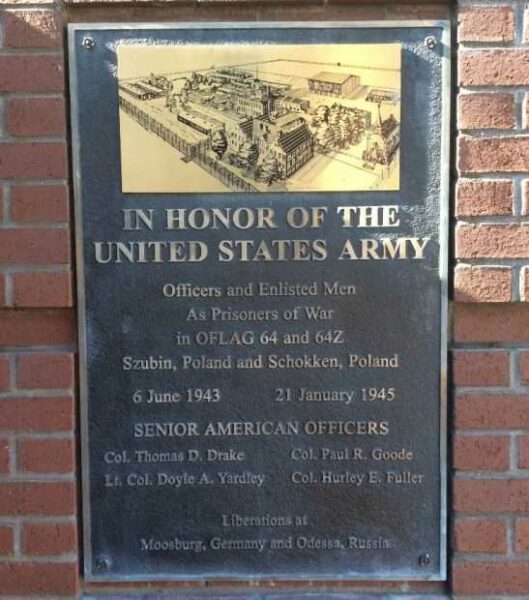 IN HONOR OF THE
UNITED STATES ARMY
Officers and Enlisted Men
As Prisoners of War
in OFLAG 64 and 64Z
Szubin, Poland and Schokken, Poland
6 June 1943 21 January 1945
SENIOR AMERICAN OFFICERS
Col. Thomas D. Drake Col. Paul R. Goode
Lt. Col. Doyle A. Yardley Col. Hurley E. Fuller
Liberations at
Moosburg, Germany and Odessa, Russia